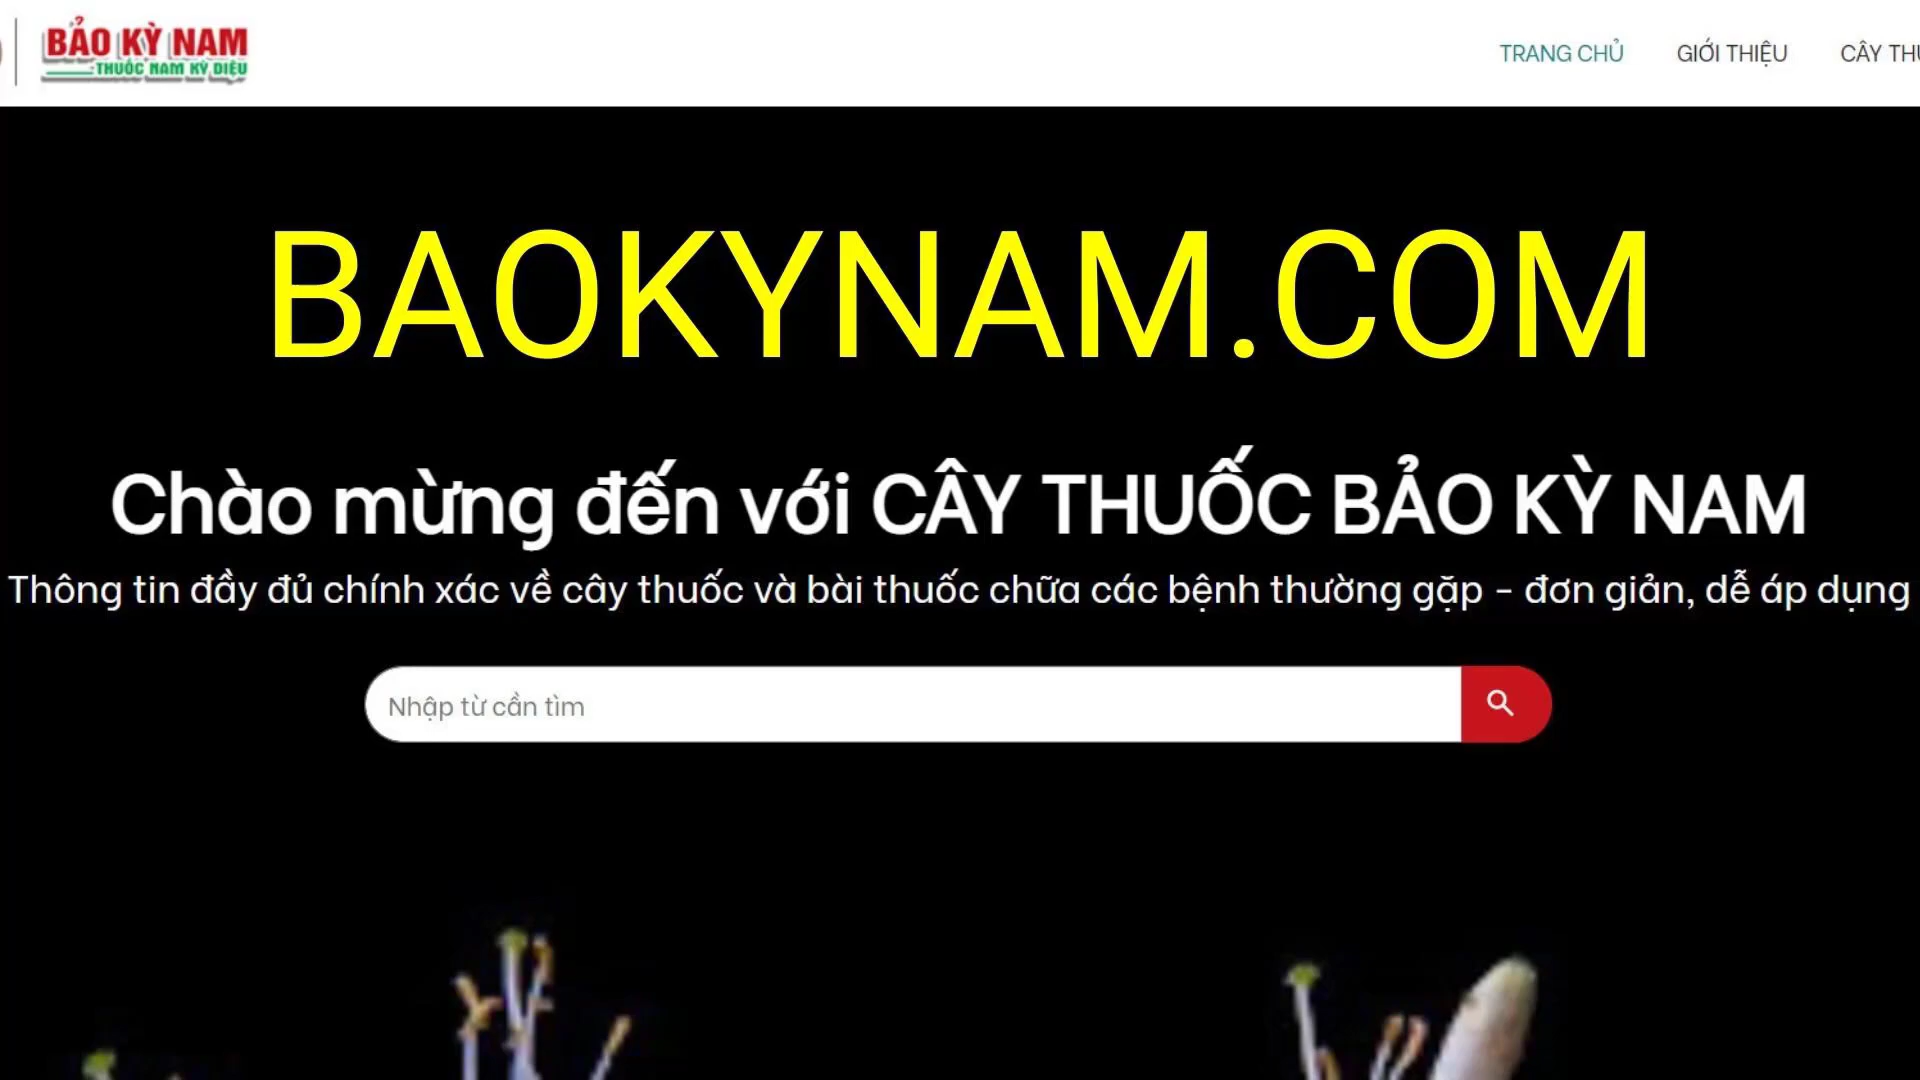 BẢO KỲ NAM
THUỐC NAM KỲ DIỆU
TRANG CHỦ
GIỚI THIỆU
BAOKYNAM.COM
Chào mừng đến với CÂY THUỐC BẢO KỲ NAM
Thông tin đầy đủ chính xác về cây thuốc và bài thuốc chữa các bệnh thường gặp - đơn giản, dễ áp dụng
Nhập từ cần tìm